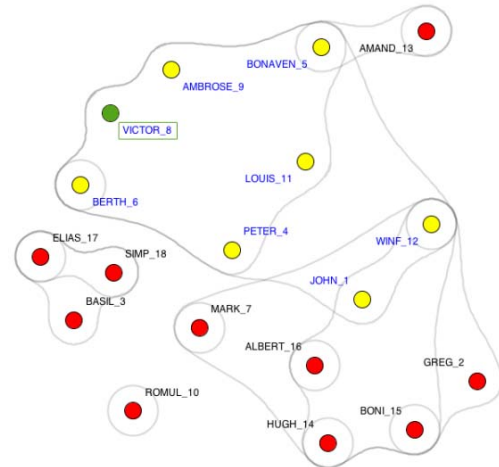 BONAVEN_5
AMAND_13
AMBROSE_9
VICTOR_8
LOUIS_11
BERTH_6
PETER_4
WINF_12
ELIAS_17
SIMP_18
JOHN_1
BASIL_3
MARK_7
ALBERT_16
GREG_2
ROMUL_10
BONI_15
HUGH_14